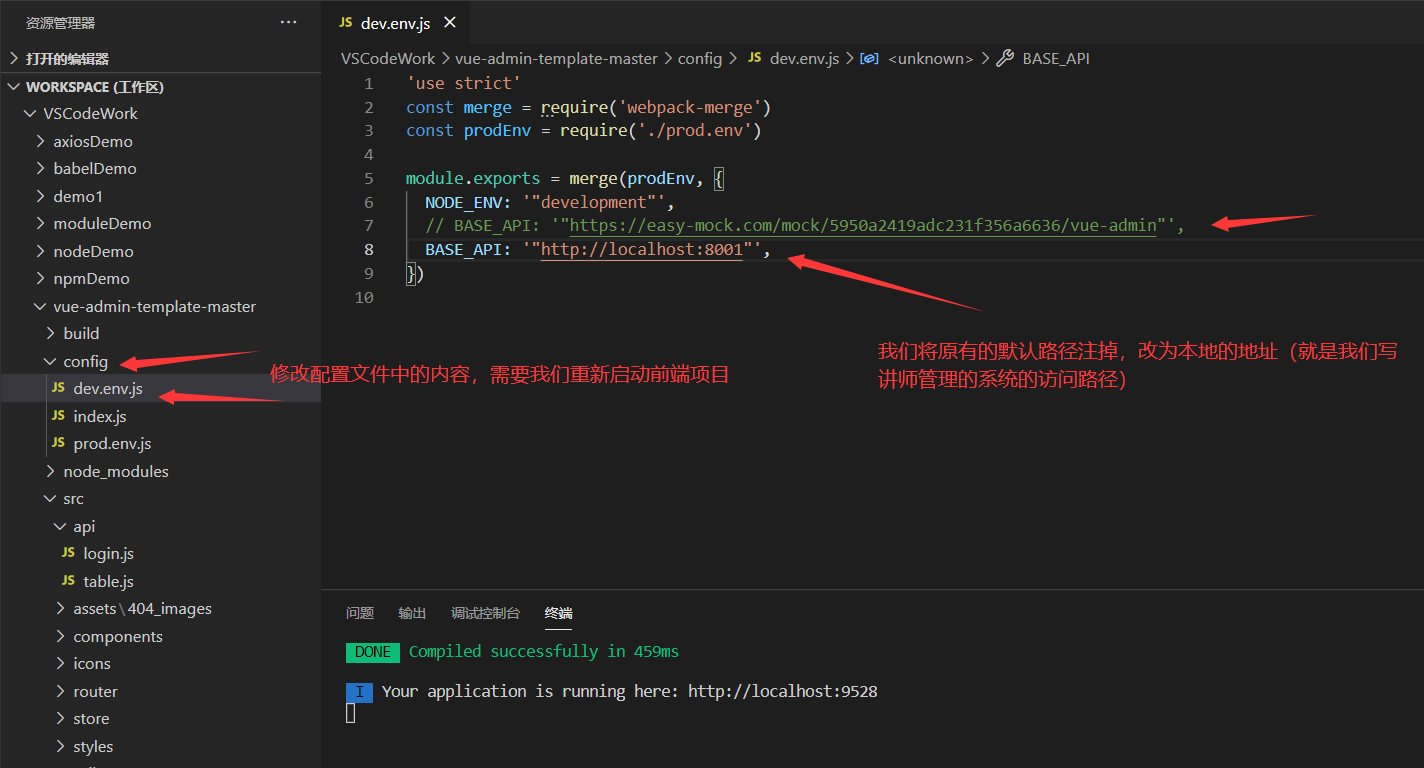 资源管理器
···
打开的编辑器
WORKSPACE (工作区)
VSCodeWork
axiosDemo
babelDemo
demo1
moduleDemo
nodeDemo
npmDemo
vue-admin-template-master
build
config
JS dev.env.js
JS index.js
JS prod.env.js
node_modules
src
api
JS login.js
JS table.js
assets\404_images
components
icons
router
store
styles
JS dev.env.js
VSCodeWork > vue-admin-template-master > config > JS dev.env.js > <unknown> > BASE_API
1 'use strict'
2 const merge = require('webpack-merge')
3 const prodEnv = require('./prod.env')
4
5 module.exports = merge(prodEnv, {
6 NODE_ENV: '"development"',
7 // BASE_API: '"https://easy-mock.com/mock/5950a2419adc231f356a6636/vue-admin"',
8 BASE_API: '"http://localhost:8001"',
9 })
10
修改配置文件中的内容，需要我们重新启动前端项目
我们将原有的默认路径注掉，改为本地的地址（就是我们写
讲师管理的系统的访问路径）
问题 输出 调试控制台 终端
DONE Compiled successfully in 459ms
I Your application is running here: http://localhost:9528